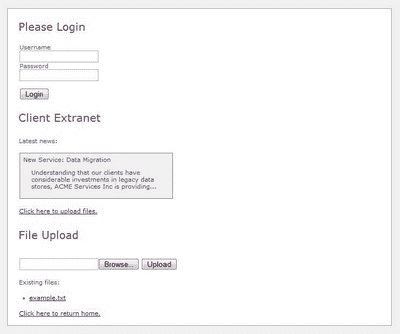 Please Login
Username
Password
Login
Client Extranet
Latest news:
New Service: Data Migration
Understanding that our clients have
considerable investments in legacy data
stores, ACME Services Inc is providing...
Click here to upload files.
File Upload
Browse... Upload
Existing files:
example.txt
Click here to return home.